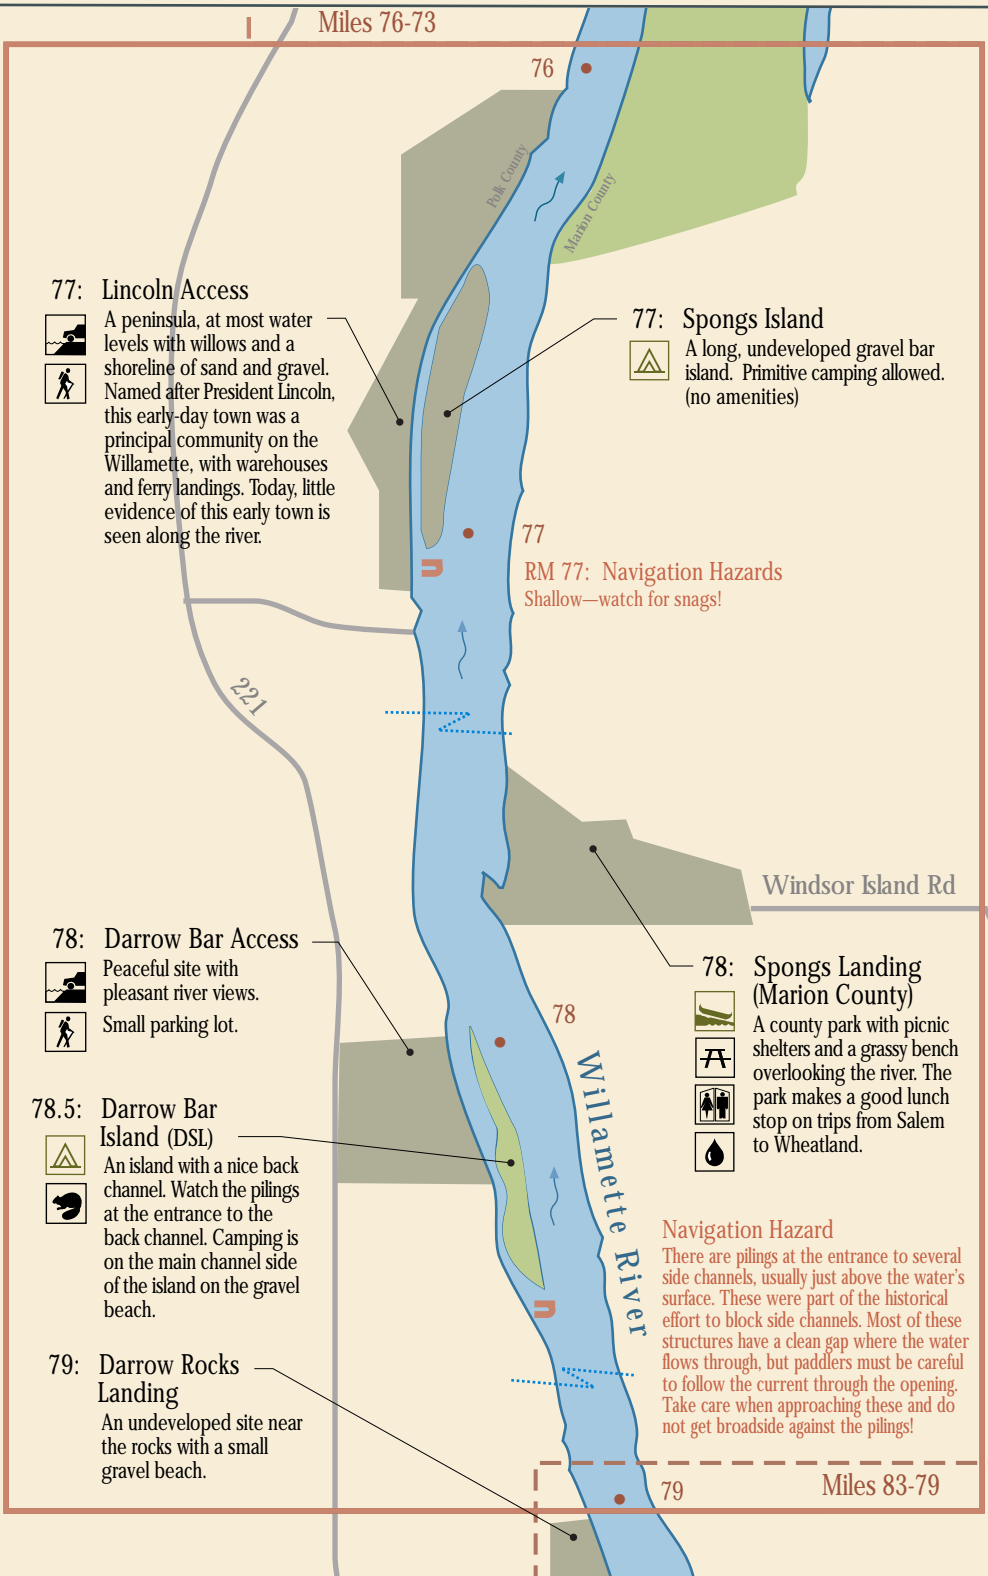 Miles 76-73
76
Polk County
Marion County
77: Lincoln Access
A peninsula, at most water
levels with willows and a
shoreline of sand and gravel.
Named after President Lincoln,
this early-day town was a
principal community on the
Willamette, with warehouses
and ferry landings. Today, little
evidence of this early town is
seen along the river.
77: Spongs Island
A long, undeveloped gravel bar
island. Primitive camping allowed.
(no amenities)
77
RM 77: Navigation Hazards
Shallow—watch for snags!
221
Windsor Island Rd
78: Darrow Bar Access
Peaceful site with
pleasant river views.
Small parking lot.
78: Spongs Landing
(Marion County)
A county park with picnic
shelters and a grassy bench
overlooking the river. The
park makes a good lunch
stop on trips from Salem
to Wheatland.
78
Willamette River
78.5: Darrow Bar
Island (DSL)
An island with a nice back
channel. Watch the pilings
at the entrance to the
back channel. Camping is
on the main channel side
of the island on the gravel
beach.
Navigation Hazard
There are pilings at the entrance to several
side channels, usually just above the water's
surface. These were part of the historical
effort to block side channels. Most of these
structures have a clean gap where the water
flows through, but paddlers must be careful
to follow the current through the opening.
Take care when approaching these and do
not get broadside against the pilings!
79: Darrow Rocks
Landing
An undeveloped site near
the rocks with a small
gravel beach.
79
Miles 83-79